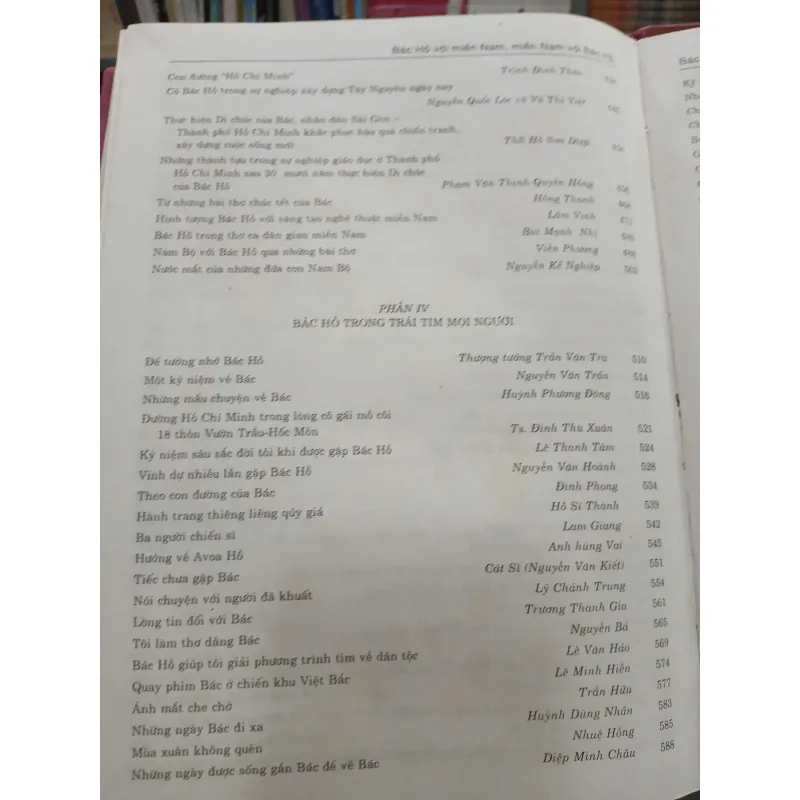 Bác Hồ với miền Nam, miền Nam với Bác Hồ
Con đường "Hồ Chí Minh" Trịnh Đình Thảo
Có Bác Hồ trong sự nghiệp xây dựng Tây Nguyên ngày nay
Nguyễn Quốc Lộc và Vũ Thị Việt
Thực hiện Di chúc của Bác, nhân dân Sài Gòn -
Thành phố Hồ Chí Minh khắc phục hậu quả chiến tranh,
xây dựng cuộc sống mới ThS Hồ Sơn Diệp
Những thành tựu trong sự nghiệp giáo dục ở Thành phố
Hồ Chí Minh sau 30 mươi năm thực hiện Di chúc
của Bác Hồ Phạm Văn Thịnh Quyên Hồng
Từ những bài thơ chúc tết của Bác Hồng Thanh
Hình tượng Bác Hồ với sáng tạo nghệ thuật miền Nam Lâm Vinh
Bác Hồ trong thơ ca dân gian miền Nam Bùi Mạnh Nhị
Nam Bộ với Bác Hồ qua những bài thơ Viễn Phương
Nước mắt của những đứa con Nam Bộ Nguyễn Kế Nghiệp
PHẦN IV
BÁC HỒ TRONG TRÁI TIM MỌI NGƯỜI
Để tưởng nhớ Bác Hồ Thượng tướng Trần Văn Trà 510
Một kỷ niệm về Bác Nguyễn Văn Trấn 514
Những mẩu chuyện về Bác Huỳnh Phương Đông 518
Đường Hồ Chí Minh trong lòng cô gái mồ côi
18 thôn Vườn Trầu-Hốc Môn Ts. Đinh Thu Xuân 521
Kỷ niệm sâu sắc đời tôi khi được gặp Bác Hồ Lê Thanh Tâm 524
Vinh dự nhiều lần gặp Bác Hồ Nguyễn Văn Hoành 528
Theo con đường của Bác Đinh Phong 534
Hành trang thiêng liêng qúy giá Hồ Sĩ Thành 539
Ba người chiến sĩ Lam Giang 542
Hướng về Avoa Hồ Anh hùng Vai 545
Tiếc chưa gặp Bác Cát Sĩ (Nguyễn Văn Kiết) 551
Nói chuyện với người đã khuất Lý Chánh Trung 554
Lòng tin đối với Bác Trương Thanh Gia 561
Tôi làm thơ dâng Bác Nguyễn Bá 565
Bác Hồ giúp tôi giải phương trình tìm về dân tộc Lê Văn Hảo 569
Quay phim Bác ở chiến khu Việt Bắc Lê Minh Hiền 574
Ánh mắt che chở Trần Hữu 577
Những ngày Bác đi xa Huỳnh Dũng Nhân 583
Mùa xuân không quên Nhuệ Hồng 585
Những ngày được sống gần Bác để vẽ Bác Diệp Minh Châu 588